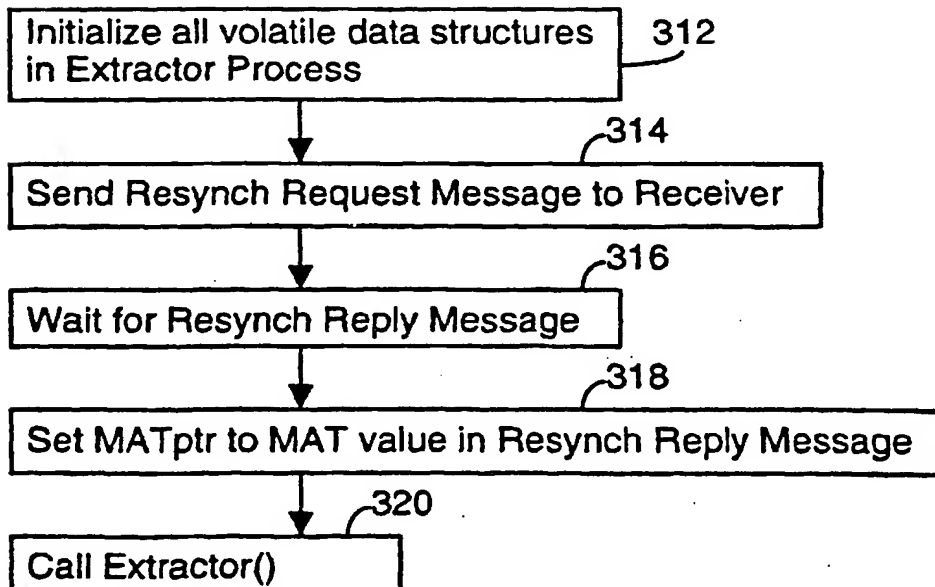 Initialize all volatile data structures
in Extractor Process
312
314
Send Resynch Request Message to Receiver
316
Wait for Resynch Reply Message
318
Set MATptr to MAT value in Resynch Reply Message
320
Call Extractor()